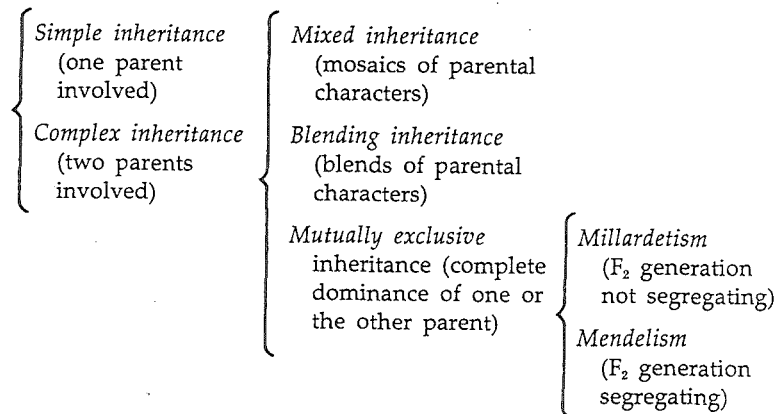 Simple inheritance
(one parent
involved)
Complex inheritance
(two parents
involved)
Mixed inheritance
(mosaics of parental
characters)
Blending inheritance
(blends of parental
characters)
Mutually exclusive
inheritance (complete
dominance of one or
the other parent)
Millardetism
(F₂ generation
not segregating)
Mendelism
(F₂ generation
segregating)